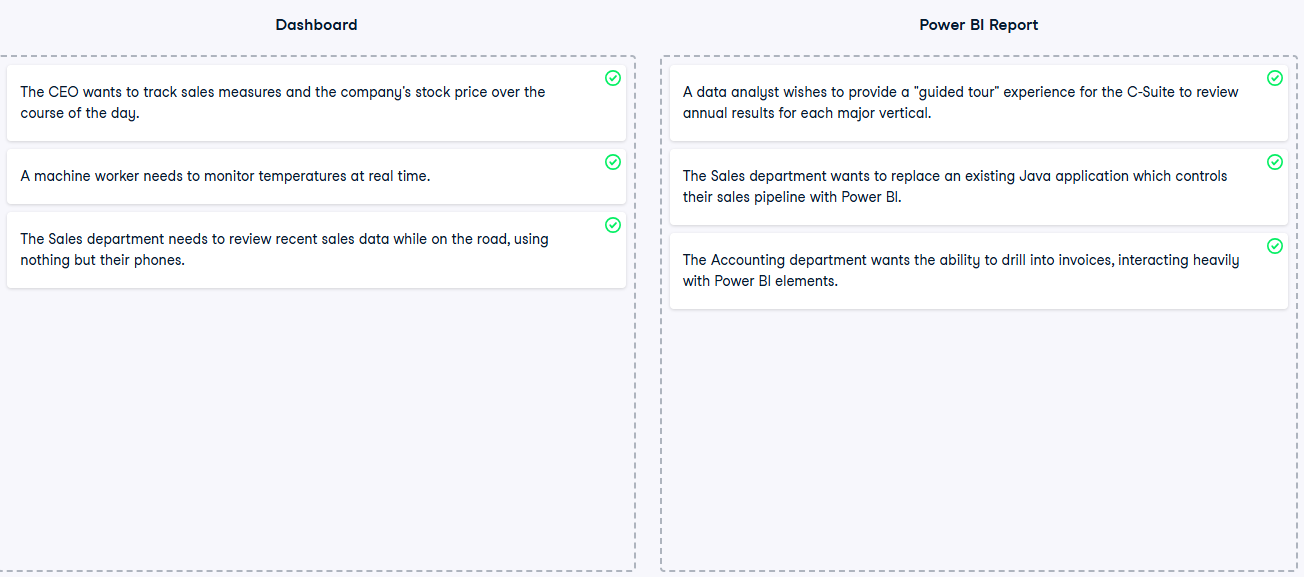 Dashboard
The CEO wants to track sales measures and the company's stock price over the
course of the day.
A machine worker needs to monitor temperatures at real time.
The Sales department needs to review recent sales data while on the road, using
nothing but their phones.
Power BI Report
A data analyst wishes to provide a "guided tour" experience for the C-Suite to review
annual results for each major vertical.
The Sales department wants to replace an existing Java application which controls
their sales pipeline with Power BI.
The Accounting department wants the ability to drill into invoices, interacting heavily
with Power BI elements.